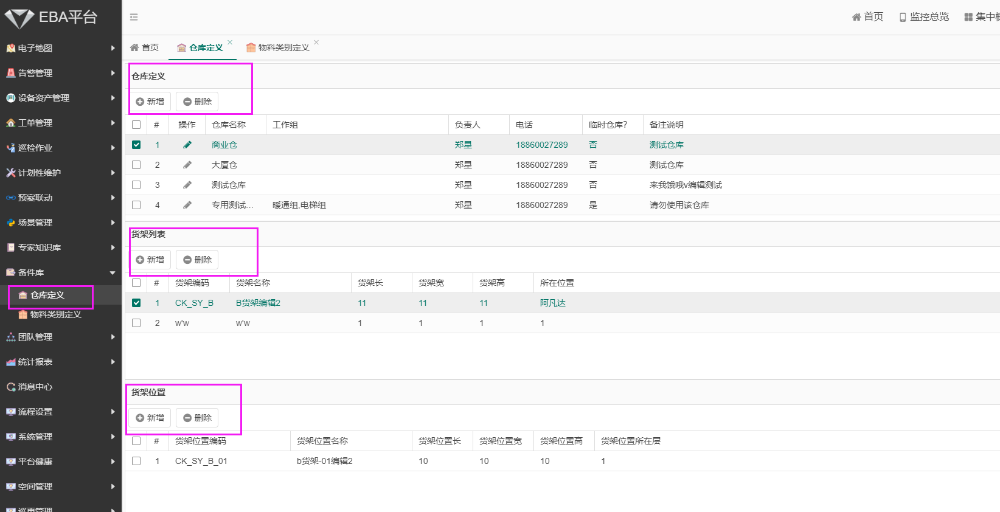 EBA平台
首页
监控总览
集中
电子地图
告警管理
设备资产管理
工单管理
巡检作业
计划性维护
预案联动
场景管理
专家知识库
备件库
仓库定义
物料类别定义
团队管理
统计报表
消息中心
流程设置
系统管理
平台健康
空间管理
巡更管理
首页 仓库定义 物料类别定义
仓库定义
新增 删除
# 操作 仓库名称 工作组 负责人 电话 临时仓库? 备注说明
1 商业仓 郑星 18860027289 否 测试仓库
2 大厦仓 郑星 18860027289 否 测试仓库
3 测试仓库 郑星 18860027289 否 来我饿哦v编辑测试
4 专用测试... 暖通组,电梯组 郑星 18860027289 是 请勿使用该仓库
货架列表
新增 删除
# 货架编码 货架名称 货架长 货架宽 货架高 所在位置
1 CK_SY_B B货架编辑2 11 11 11 阿凡达
2 w'w w'w 1 1 1 1
货架位置
新增 删除
# 货架位置编码 货架位置名称 货架位置长 货架位置宽 货架位置高 货架位置所在层
1 CK_SY_B_01 b货架-01编辑2 10 10 10 1